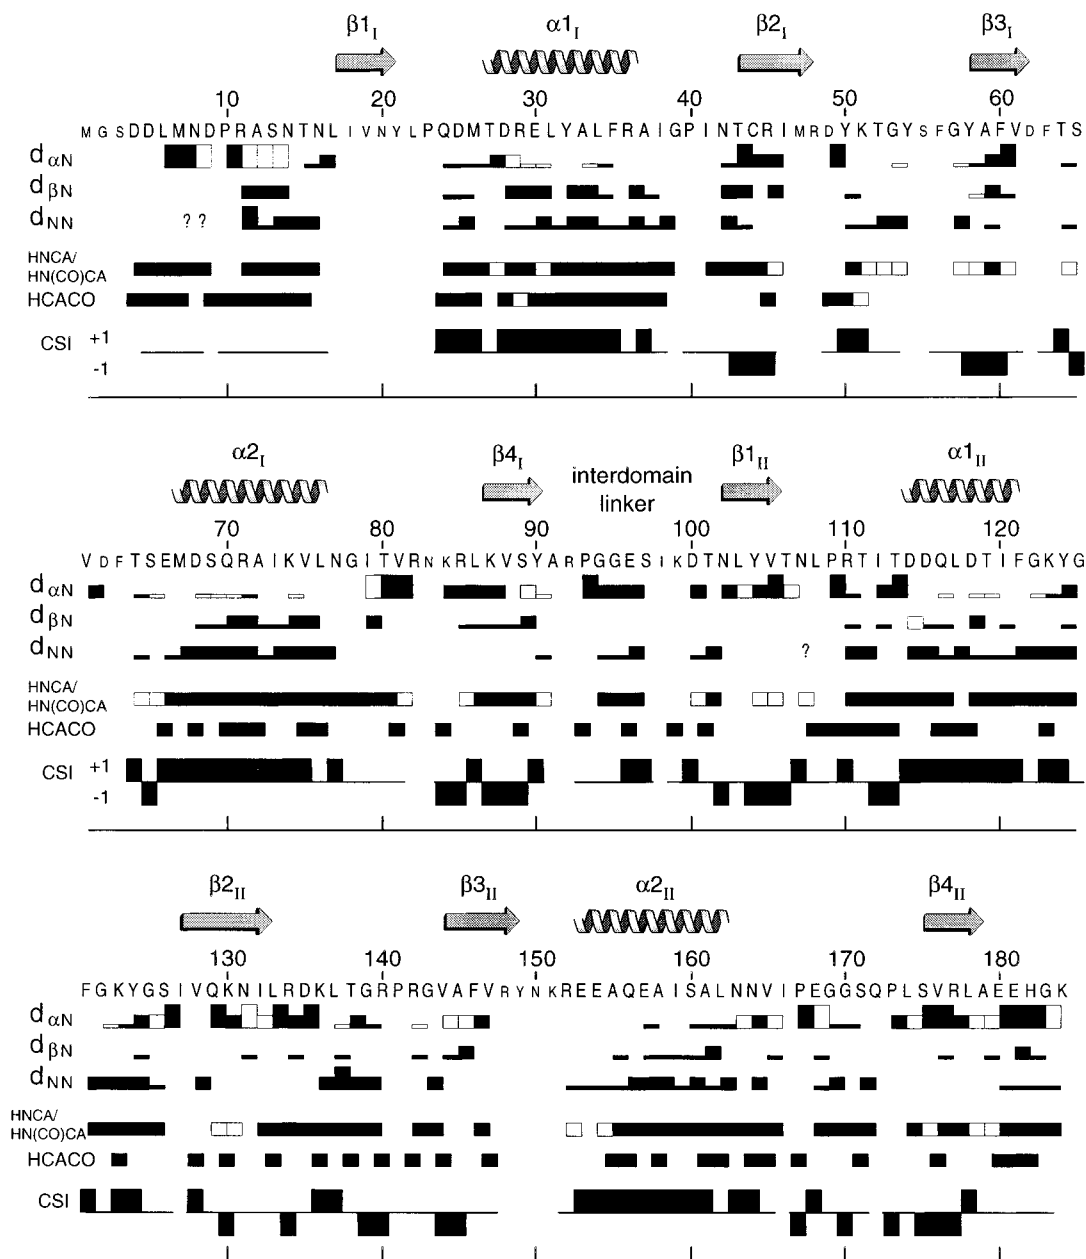 β1I α1I β2I β3I
10 20 30 40 50 60
MGSDDLMNDPRASNTNLIVNYLPQDMTDRELYALFRAIGPINTCRIMRDYKTGYSFGYAFVDFTS
dαN
dβN
dNN ? ?
HNCA/
HN(CO)CA
HCACO
CSI +1
-1
α2I β4I interdomain linker β1II α1II
70 80 90 100 110 120
VDFTSEMDSQRAIKVLNGITVRNKRLKVSYARPGGESIKDTNLYVTNLPRTITDDQLDTIFGKYG
dαN
dβN
dNN ?
HNCA/
HN(CO)CA
HCACO
CSI +1
-1
β2II β3II α2II β4II
130 140 150 160 170 180
FGKYGSIVQKNILRDKLTGRPRGVAFVRYNKREEAQEAISALNNVIPEGGSQPLSVRLAEEHGK
dαN
dβN
dNN
HNCA/
HN(CO)CA
HCACO
CSI